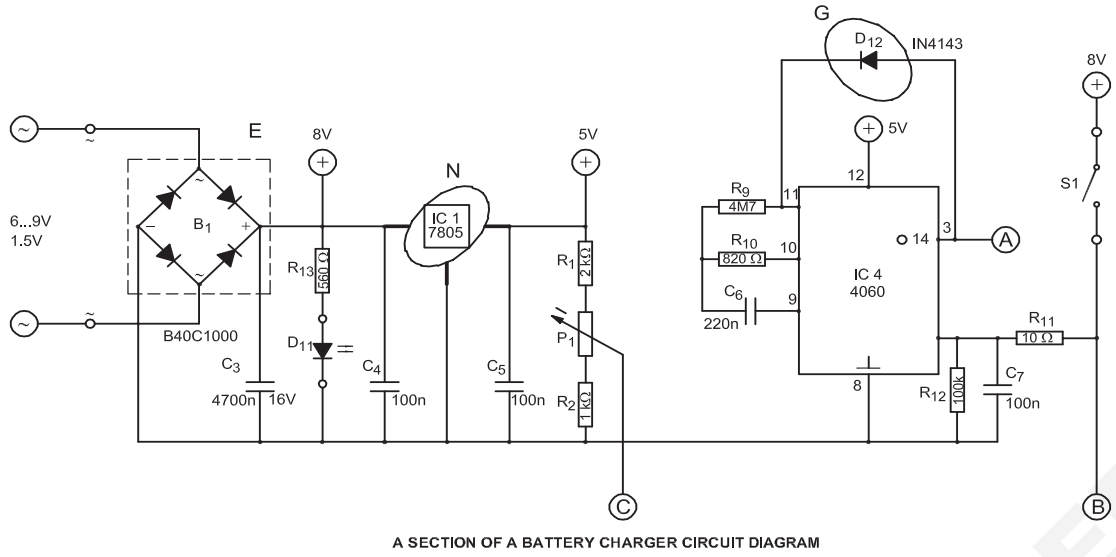 G
D12
IN4143
8V
+
E
8V
+
5V
+
5V
+
N
~
~
~
B1
−
+
~
6...9V
1.5V
~
~
B40C1000
IC 1
7805
R13
560 Ω
D11
C3
4700n
16V
C4
100n
C5
100n
R1
2 kΩ
P1
R2
1 kΩ
C
12
11
R9
4M7
10
R10
820 Ω
9
C6
220n
IC 4
4060
14
3
A
8
R11
10 Ω
R12
100k
C7
100n
S1
B
A SECTION OF A BATTERY CHARGER CIRCUIT DIAGRAM